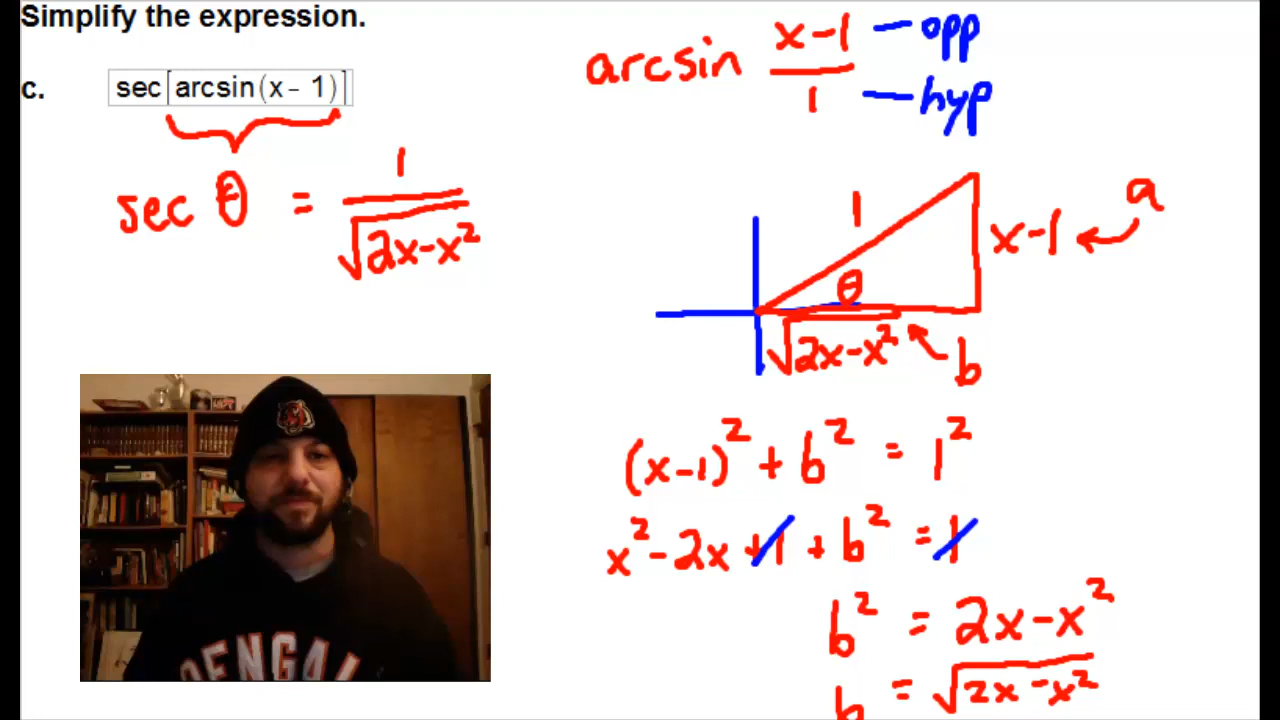 Simplify the expression.
c. sec[arcsin(x - 1)]
sec θ = 1/√(2x-x²)
arcsin (x-1)/1
opp
hyp
1
θ
x-1
a
√(2x-x²)
b
(x-1)² + b² = 1²
x² - 2x + 1 + b² = 1
b² = 2x - x²
b = √(2x - x²)
BENGAL